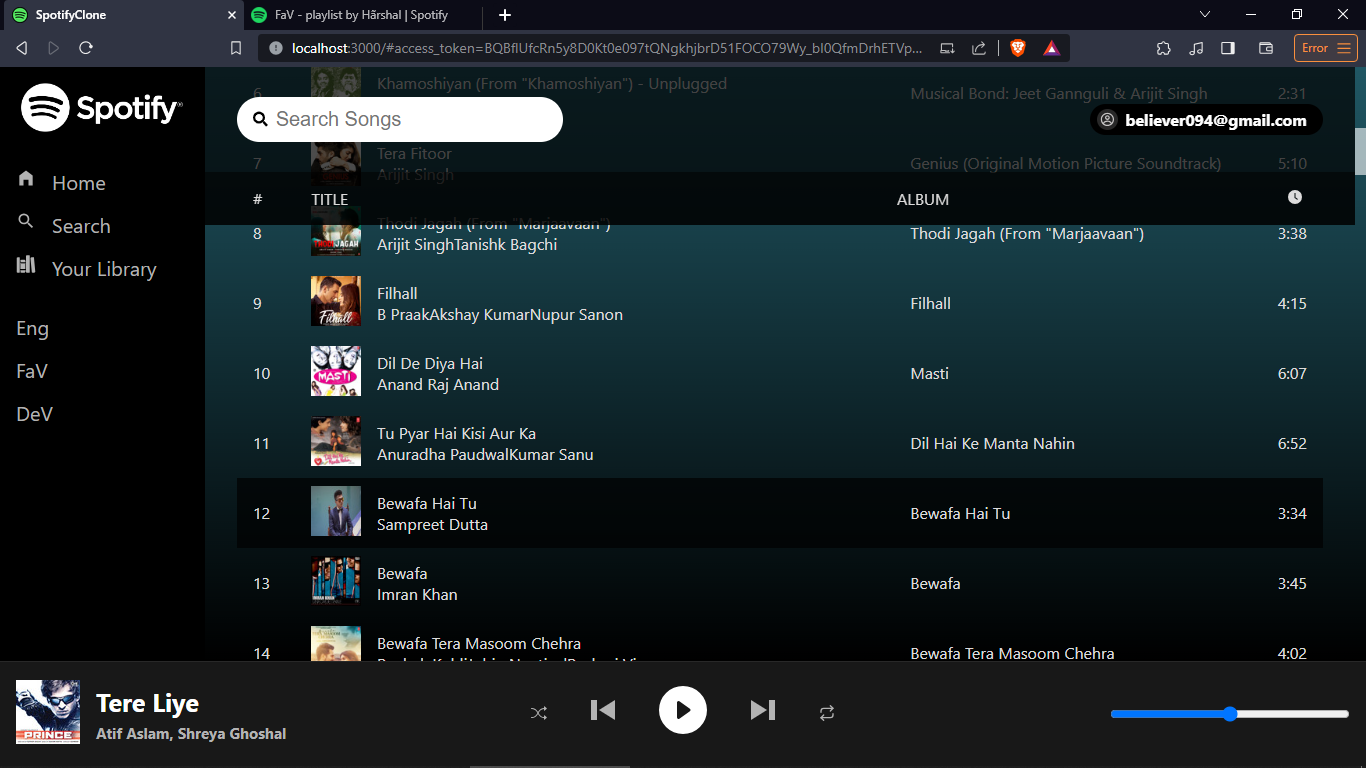 SpotifyClone
FaV - playlist by Hãrshal | Spotify
localhost:3000/#access_token=BQBflUfcRn5y8D0Kt0e097tQNgkhjbrD51FOCO79Wy_bI0QfmDrhETVp...
Error
Spotify
Home
Search
Your Library
Eng
FaV
DeV
Search Songs
believer094@gmail.com
6 Khamoshiyan (From "Khamoshiyan") - Unplugged Musical Bond: Jeet Gannguli & Arijit Singh 2:31
7 Tera Fitoor Genius (Original Motion Picture Soundtrack) 5:10
Arijit Singh
# TITLE ALBUM
8 Thodi Jagah (From "Marjaavaan") Thodi Jagah (From "Marjaavaan") 3:38
THODI JAGAH
Arijit SinghTanishk Bagchi
9 Filhall Filhall 4:15
Filhall
B PraakAkshay KumarNupur Sanon
10 Dil De Diya Hai Masti 6:07
MASTI
Anand Raj Anand
11 Tu Pyar Hai Kisi Aur Ka Dil Hai Ke Manta Nahin 6:52
Anuradha PaudwalKumar Sanu
12 Bewafa Hai Tu Bewafa Hai Tu 3:34
Sampreet Dutta
13 Bewafa Bewafa 3:45
Imran Khan
14 Bewafa Tera Masoom Chehra Bewafa Tera Masoom Chehra 4:02
Tere Liye
Atif Aslam, Shreya Ghoshal
PRINCE